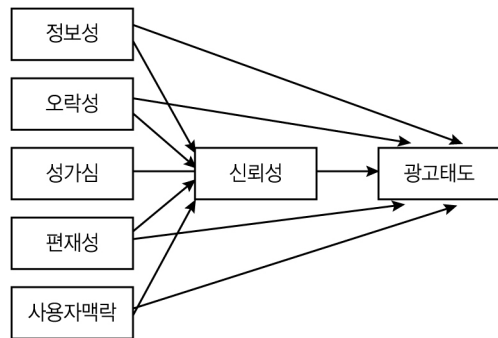 정보성
오락성
성가심
신뢰성
광고태도
편재성
사용자맥락